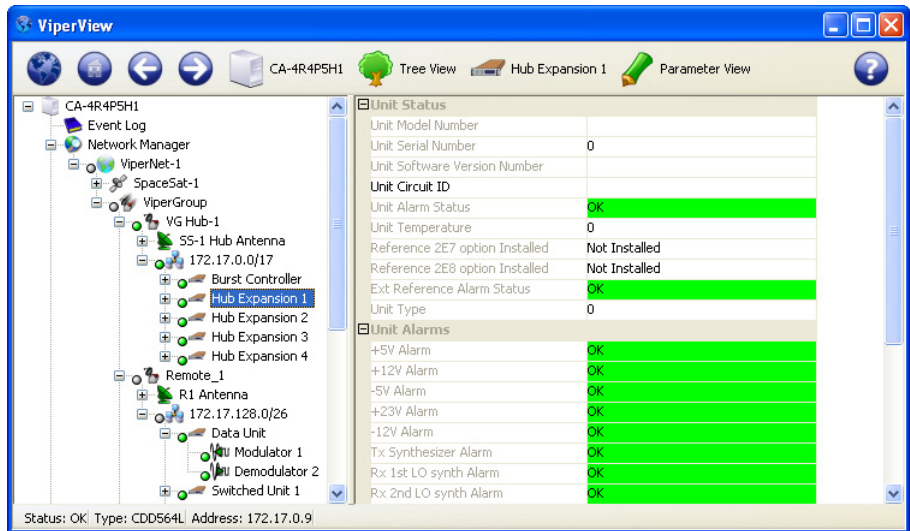 ViperView
CA-4R4P5H1 Tree View Hub Expansion 1 Parameter View
CA-4R4P5H1
Event Log
Network Manager
ViperNet-1
SpaceSat-1
ViperGroup
VG Hub-1
SS-1 Hub Antenna
172.17.0.0/17
Burst Controller
Hub Expansion 1
Hub Expansion 2
Hub Expansion 3
Hub Expansion 4
Remote_1
R1 Antenna
172.17.128.0/26
Data Unit
Modulator 1
Demodulator 2
Switched Unit 1
Unit Status
Unit Model Number
Unit Serial Number 0
Unit Software Version Number
Unit Circuit ID
Unit Alarm Status OK
Unit Temperature 0
Reference 2E7 option Installed Not Installed
Reference 2E8 option Installed Not Installed
Ext Reference Alarm Status OK
Unit Type 0
Unit Alarms
+5V Alarm OK
+12V Alarm OK
-5V Alarm OK
+23V Alarm OK
-12V Alarm OK
Tx Synthesizer Alarm OK
Rx 1st LO synth Alarm OK
Rx 2nd LO synth Alarm OK
Status: OK Type: CDD564L Address: 172.17.0.9